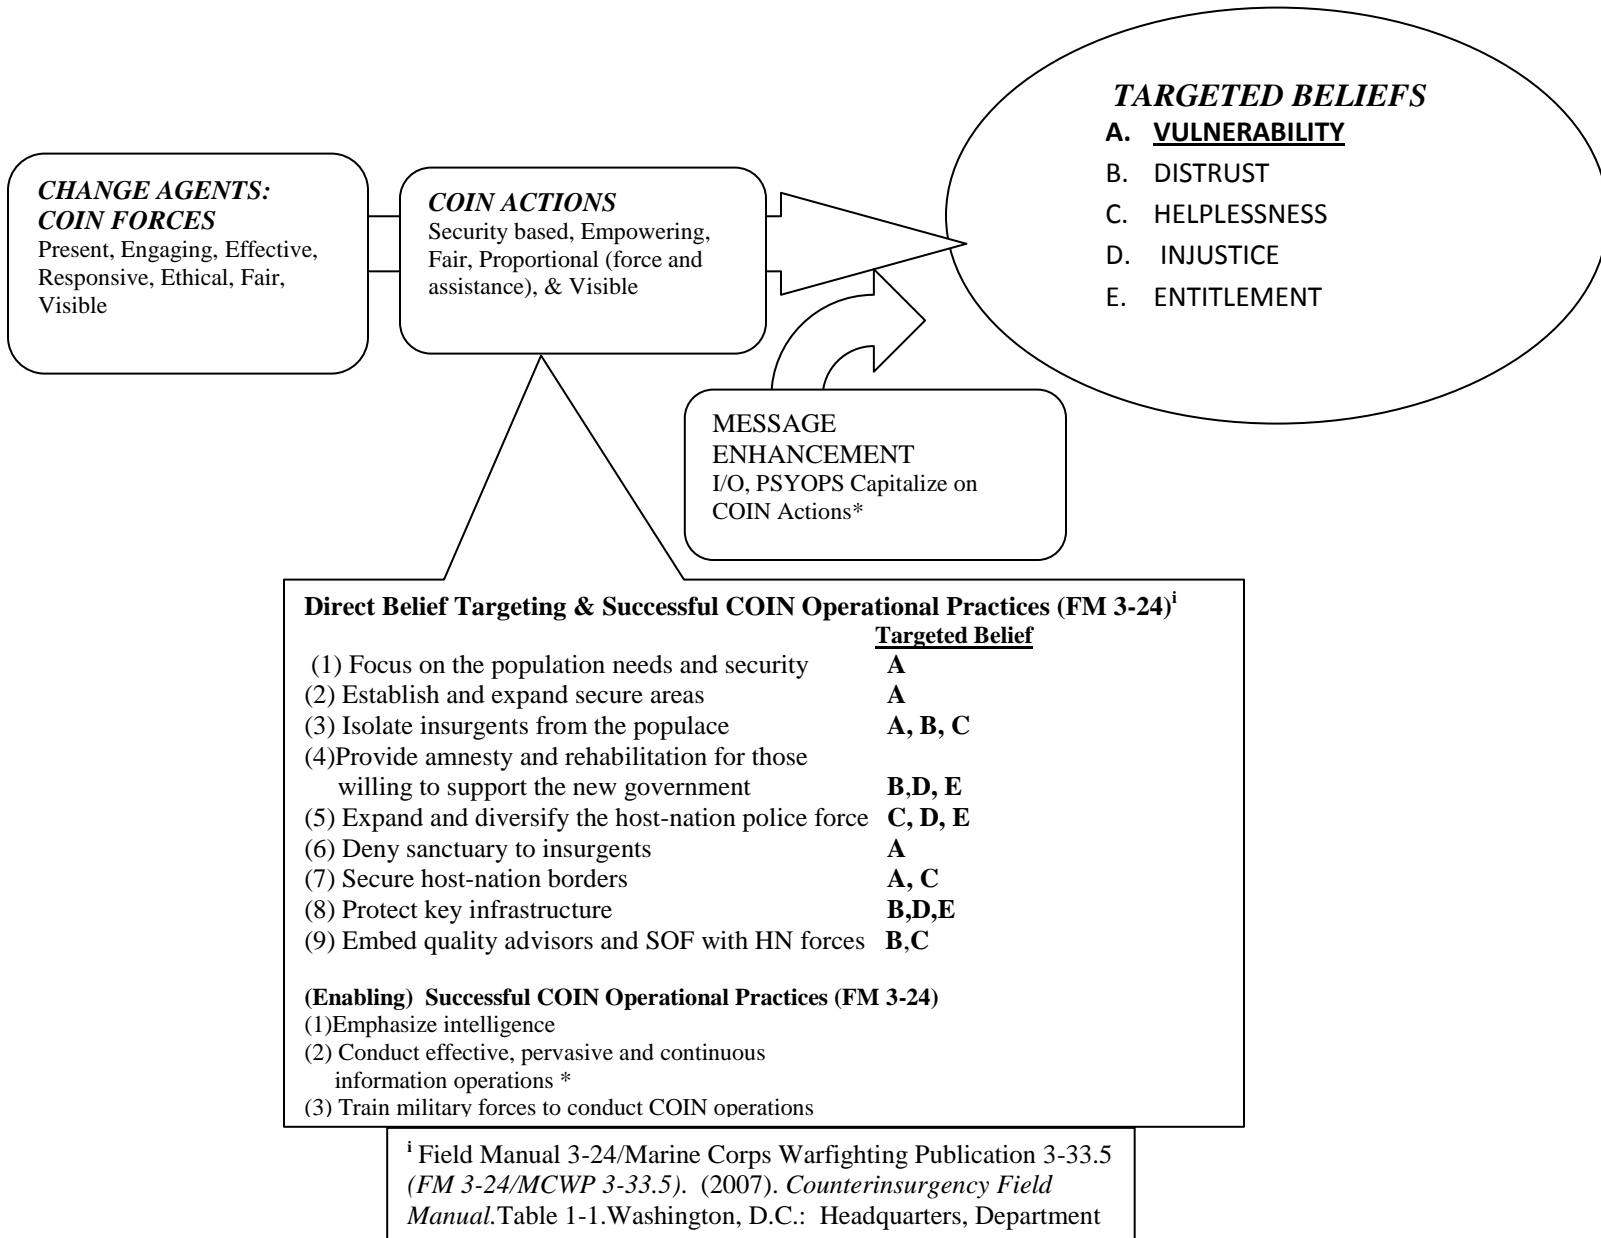 CHANGE AGENTS:
COIN FORCES
Present, Engaging, Effective,
Responsive, Ethical, Fair,
Visible
COIN ACTIONS
Security based, Empowering,
Fair, Proportional (force and
assistance), & Visible
TARGETED BELIEFS
A. VULNERABILITY
B. DISTRUST
C. HELPLESSNESS
D. INJUSTICE
E. ENTITLEMENT
MESSAGE
ENHANCEMENT
I/O, PSYOPS Capitalize on
COIN Actions*
Direct Belief Targeting & Successful COIN Operational Practices (FM 3-24)i
Targeted Belief
(1) Focus on the population needs and security A
(2) Establish and expand secure areas A
(3) Isolate insurgents from the populace A, B, C
(4)Provide amnesty and rehabilitation for those
willing to support the new government B,D, E
(5) Expand and diversify the host-nation police force C, D, E
(6) Deny sanctuary to insurgents A
(7) Secure host-nation borders A, C
(8) Protect key infrastructure B,D,E
(9) Embed quality advisors and SOF with HN forces B,C
(Enabling) Successful COIN Operational Practices (FM 3-24)
(1)Emphasize intelligence
(2) Conduct effective, pervasive and continuous
information operations *
(3) Train military forces to conduct COIN operations
i Field Manual 3-24/Marine Corps Warfighting Publication 3-33.5
(FM 3-24/MCWP 3-33.5). (2007). Counterinsurgency Field
Manual.Table 1-1.Washington, D.C.: Headquarters, Department